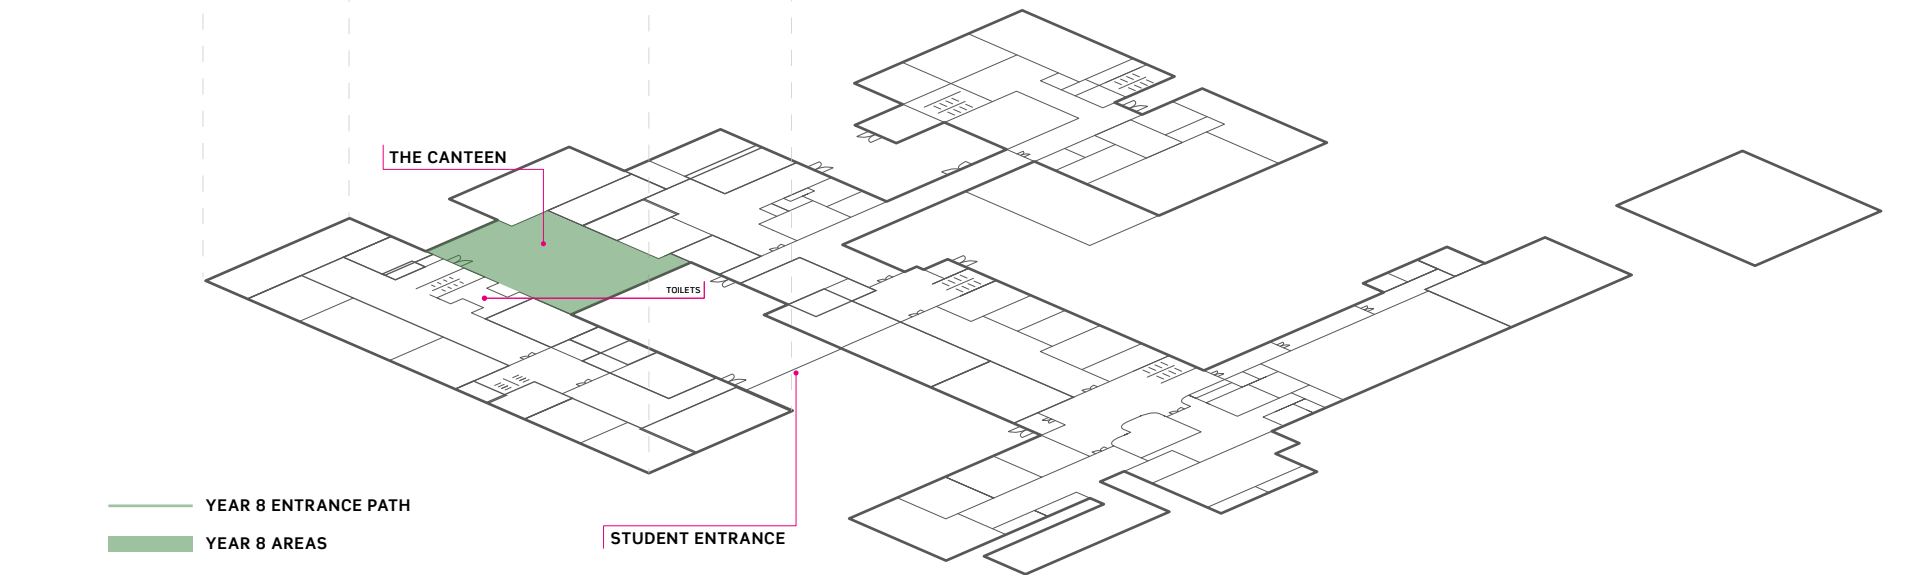 THE CANTEEN
TOILETS
YEAR 8 ENTRANCE PATH
STUDENT ENTRANCE
YEAR 8 AREAS